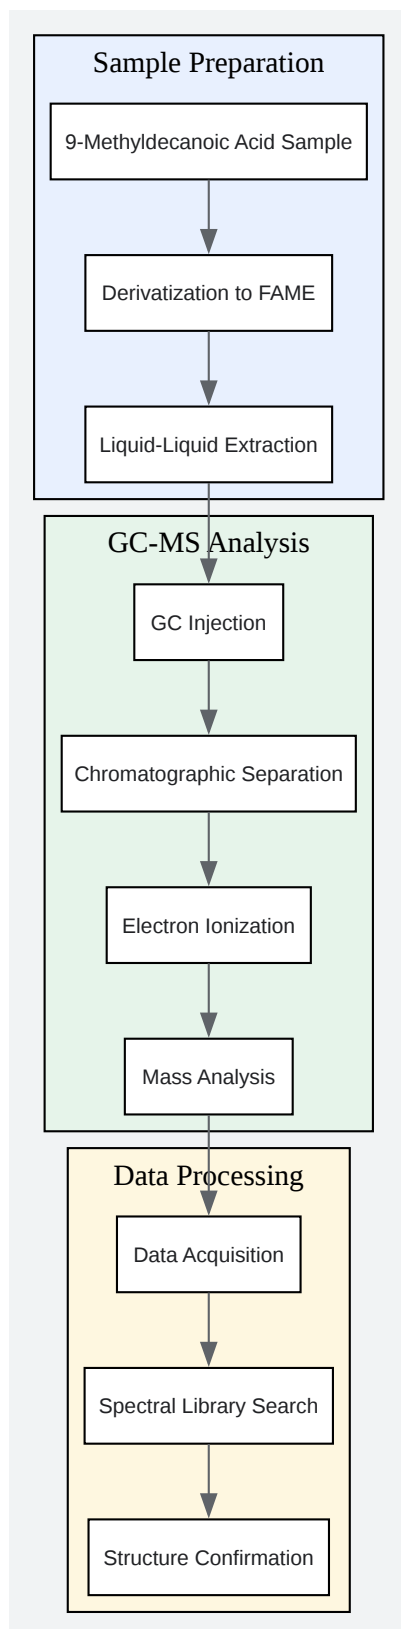 Sample Preparation
9-Methyldecanoic Acid Sample
Derivatization to FAME
Liquid-Liquid Extraction
GC-MS Analysis
GC Injection
Chromatographic Separation
Electron Ionization
Mass Analysis
Data Processing
Data Acquisition
Spectral Library Search
Structure Confirmation